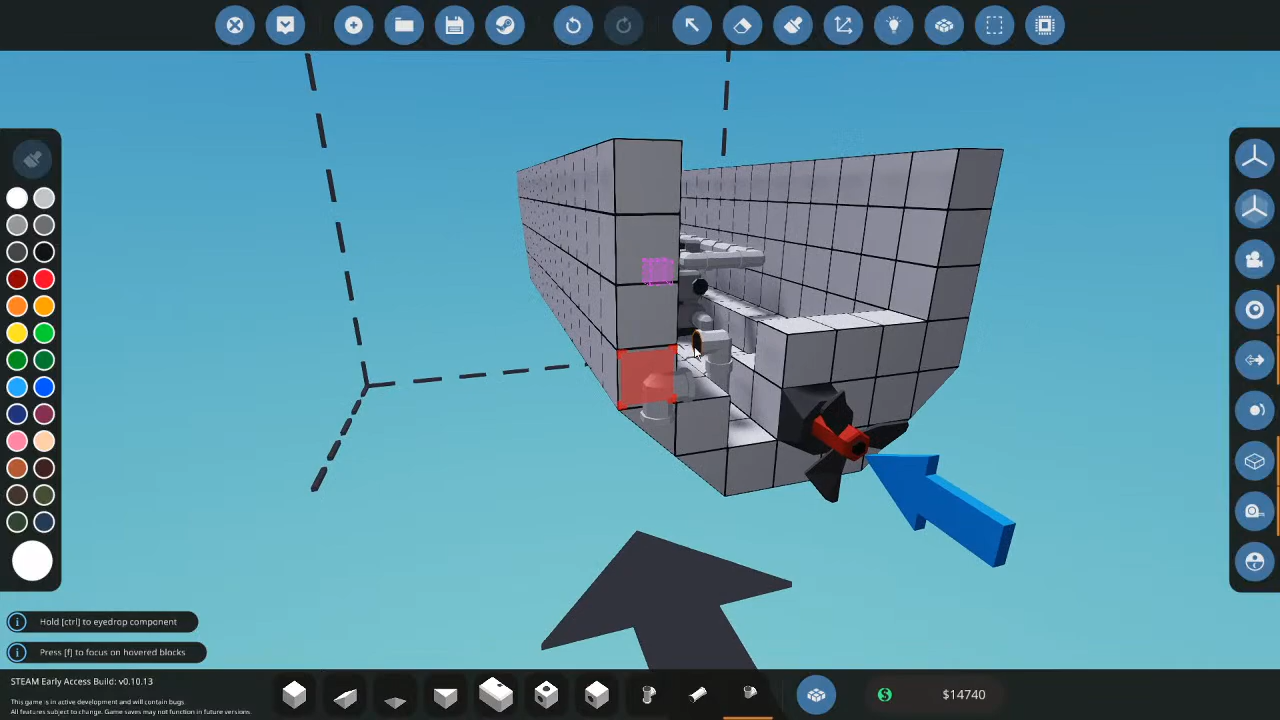 Hold [ctrl] to eyedrop component
Press [f] to focus on hovered blocks
STEAM Early Access Build: v0.10.13
This game is in active development and will contain bugs.
All features subject to change. Game saves may not function in future versions.
$14740